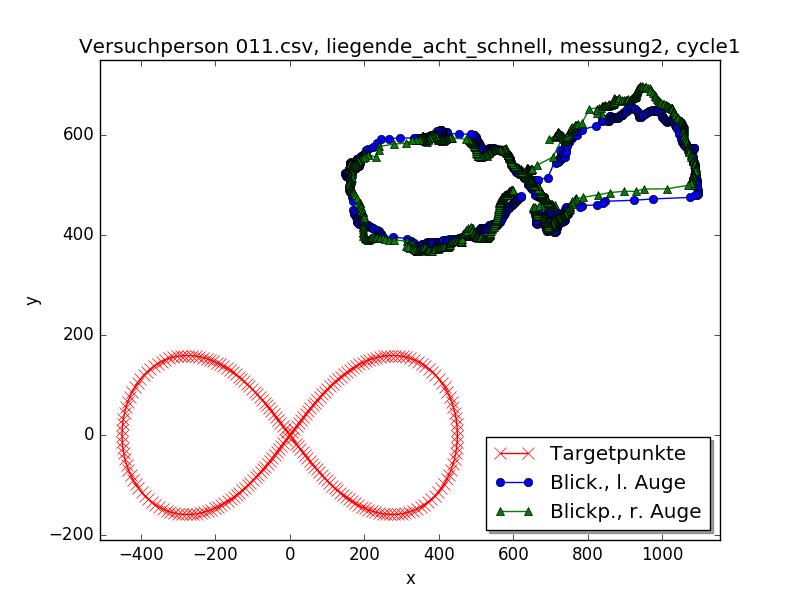 Versuchperson 011.csv, liegende_acht_schnell, messung2, cycle1
600
400
200
0
−200
y
−400
−200
0
200
400
600
800
1000
x
Targetpunkte
Blick., l. Auge
Blickp., r. Auge